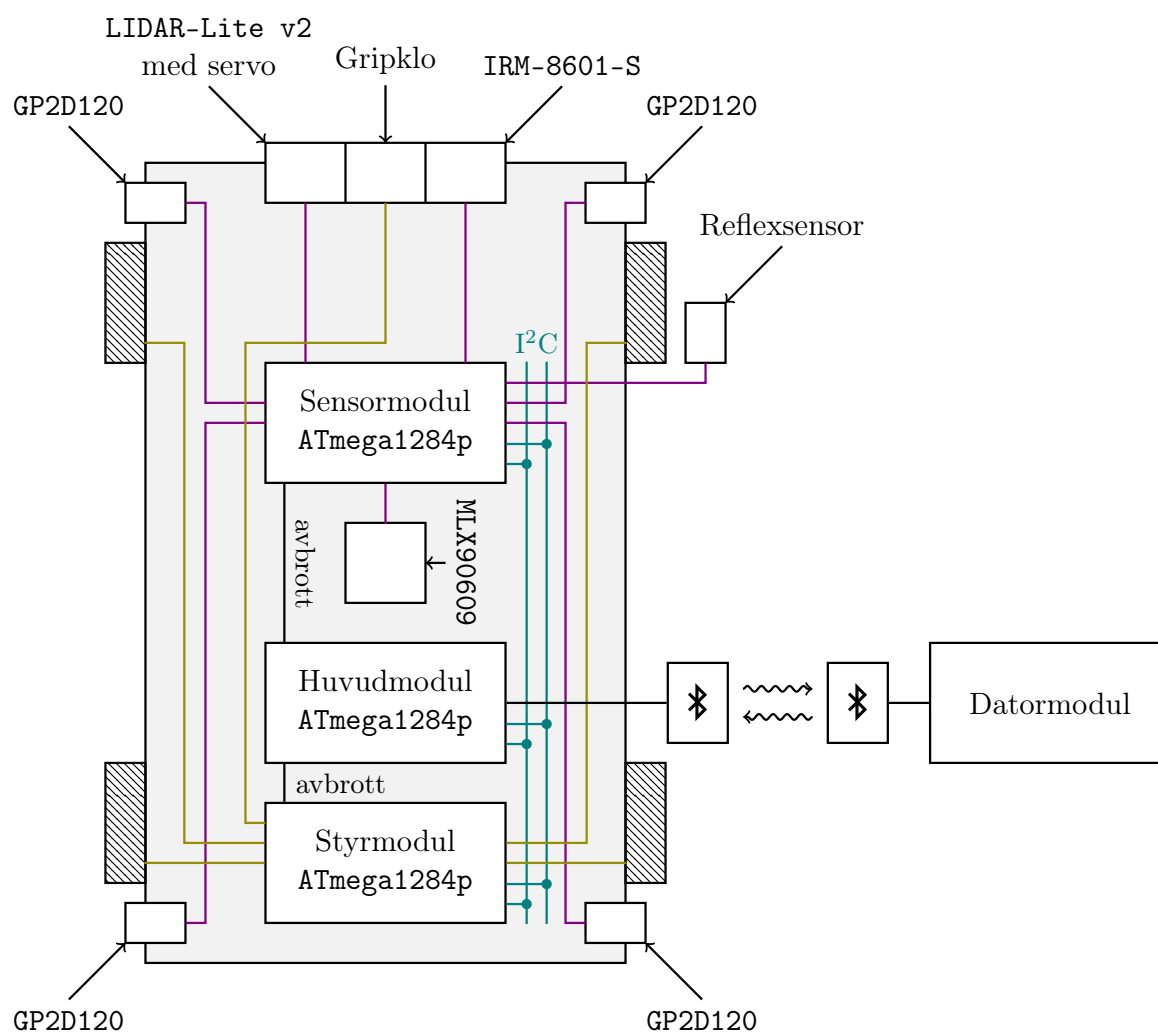 LIDAR-Lite v2
med servo
Gripklo
IRM-8601-S
GP2D120
GP2D120
Reflexsensor
I²C
Sensormodul
ATmega1284p
avbrott
MLX90609
Huvudmodul
ATmega1284p
Datormodul
avbrott
Styrmodul
ATmega1284p
GP2D120
GP2D120